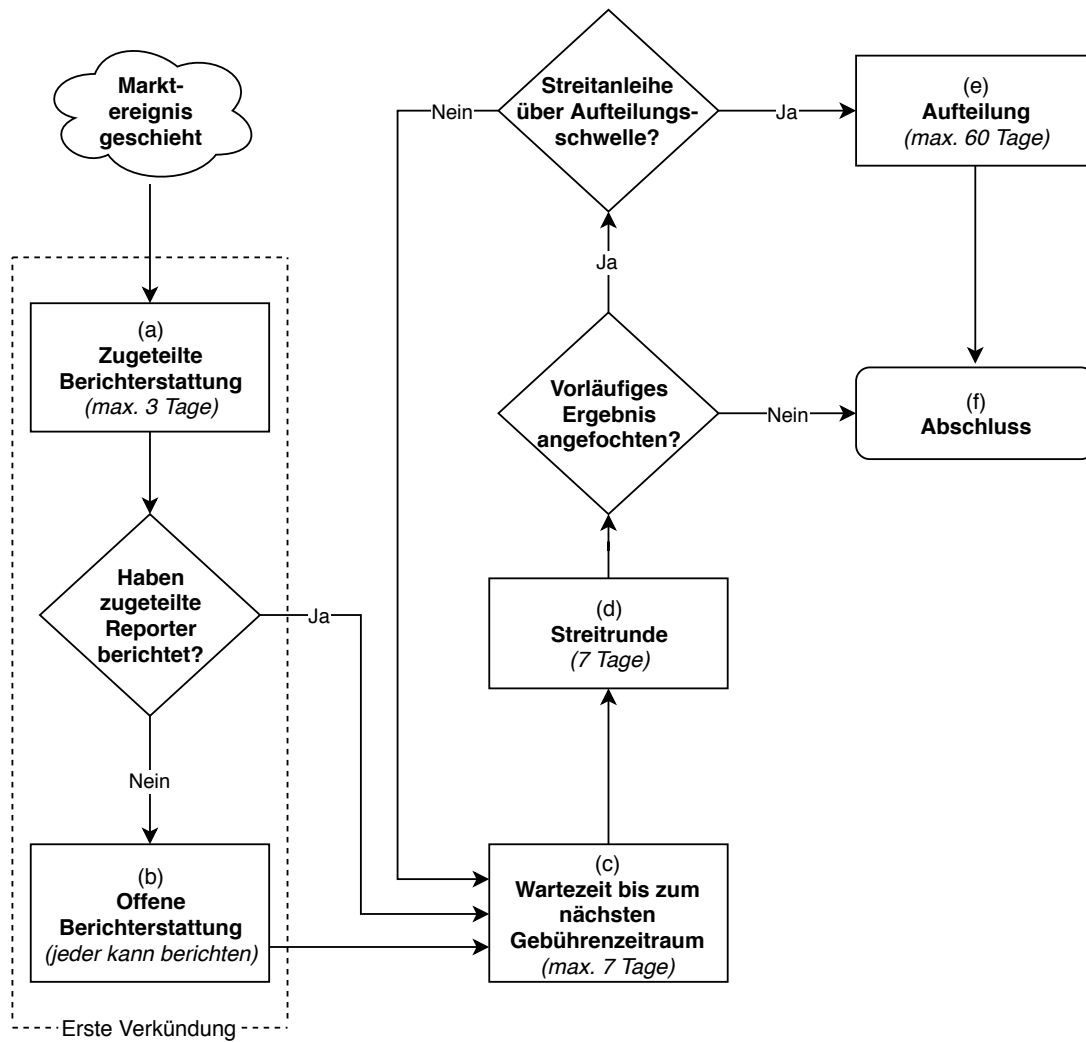 Markt-
ereignis
geschieht
(a)
Zugeteilte
Berichterstattung
(max. 3 Tage)
Haben
zugeteilte
Reporter
berichtet?
Ja
Nein
(b)
Offene
Berichterstattung
(jeder kann berichten)
Erste Verkündung
(c)
Wartezeit bis zum
nächsten
Gebührenzeitraum
(max. 7 Tage)
(d)
Streitrunde
(7 Tage)
Vorläufiges
Ergebnis
angefochten?
Nein
Ja
Streitanleihe
über Aufteilungs-
schwelle?
Nein
Ja
(e)
Aufteilung
(max. 60 Tage)
(f)
Abschluss